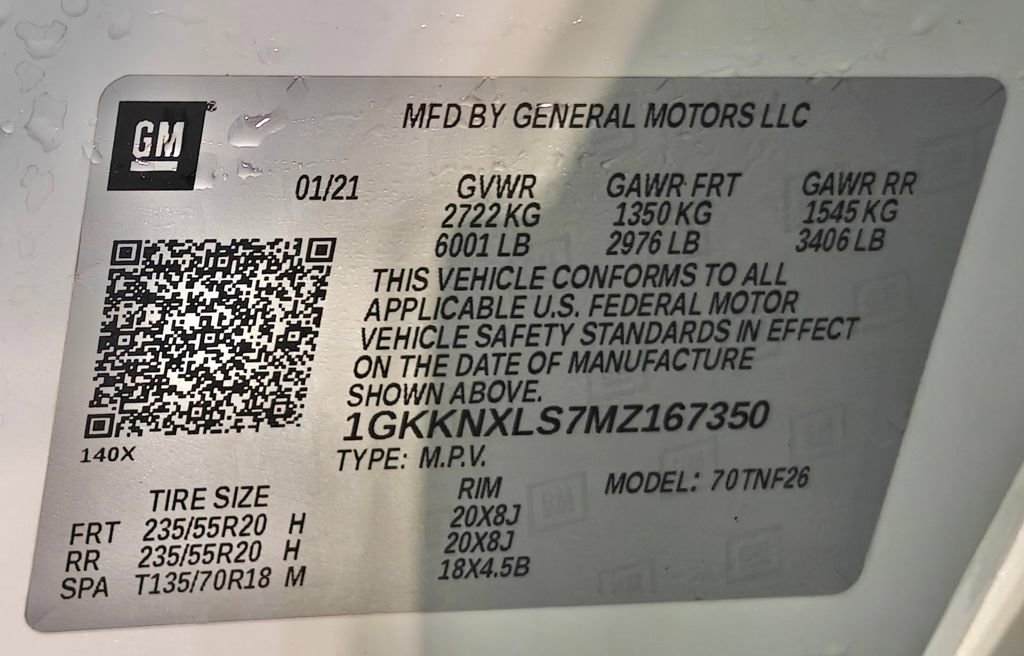 GM®
MFD BY GENERAL MOTORS LLC
01/21 GVWR GAWR FRT GAWR RR
2722 KG 1350 KG 1545 KG
6001 LB 2976 LB 3406 LB
THIS VEHICLE CONFORMS TO ALL
APPLICABLE U.S. FEDERAL MOTOR
VEHICLE SAFETY STANDARDS IN EFFECT
ON THE DATE OF MANUFACTURE
SHOWN ABOVE.
1GKKNXLS7MZ167350
140X
TYPE: M.P.V.
TIRE SIZE RIM MODEL: 70TNF26
FRT 235/55R20 H 20X8J
RR 235/55R20 H 20X8J
SPA T135/70R18 M 18X4.5B